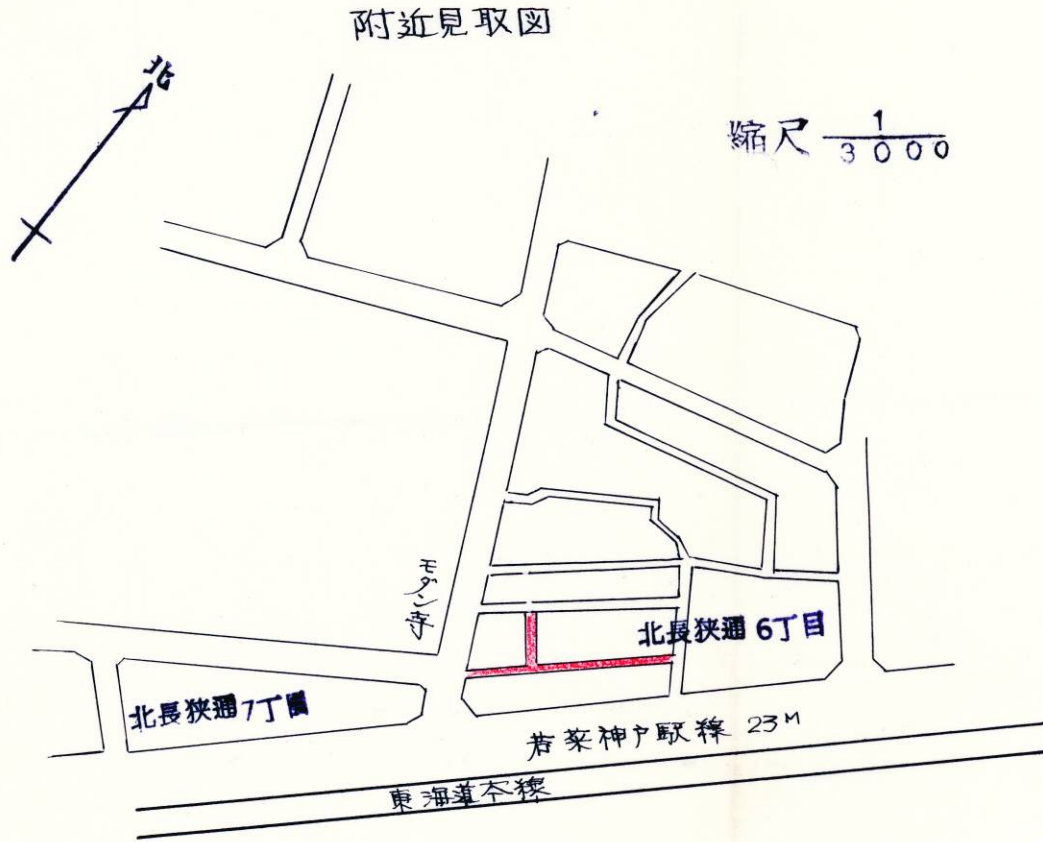 附近見取図
北
縮尺 1/3000
モダン寺
北長狭通6丁目
北長狭通7丁目
若菜神戸駅線 23M
東海道本線